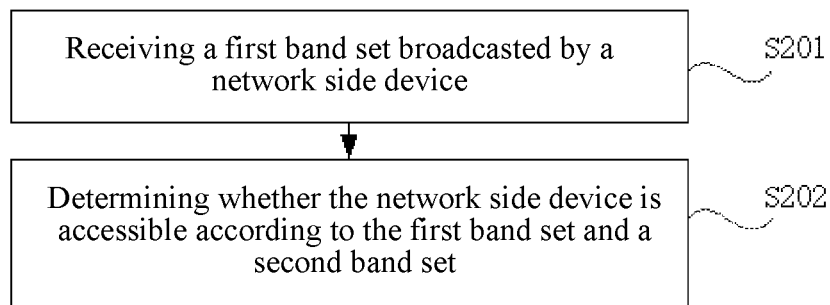 Receiving a first band set broadcasted by a
network side device
S201
Determining whether the network side device is
accessible according to the first band set and a
second band set
S202